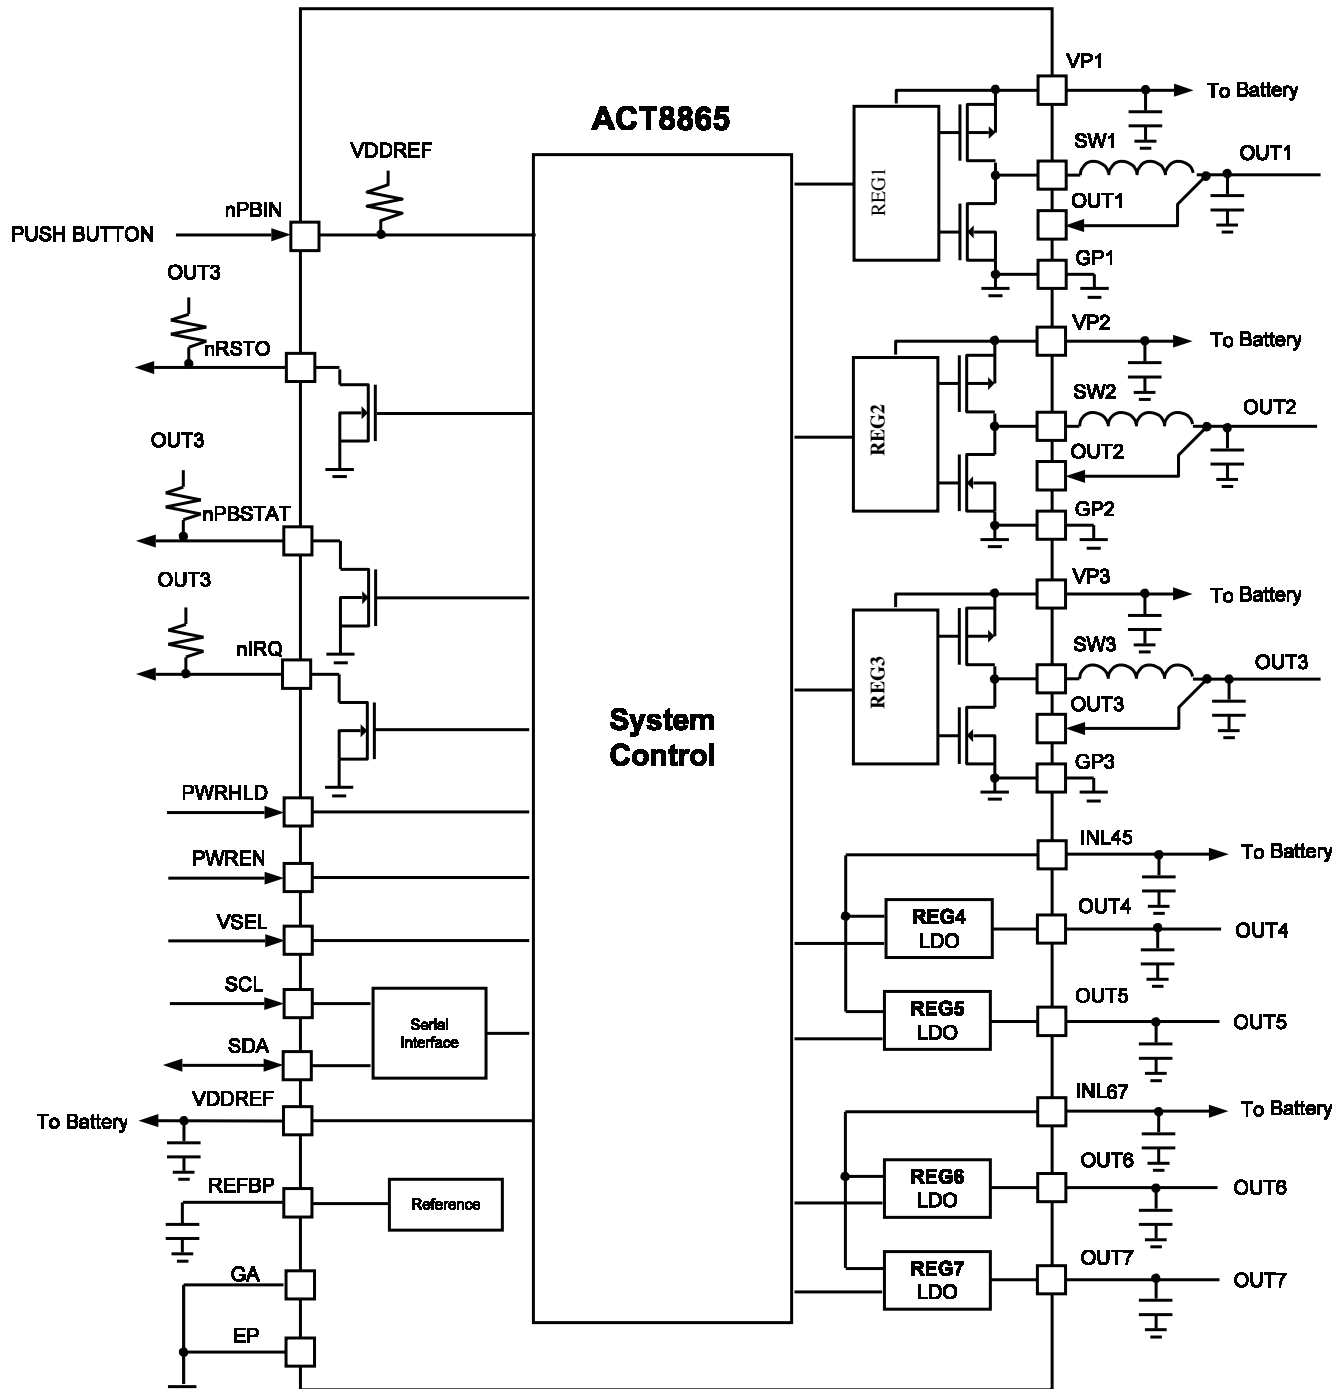 ACT8865
VDDREF
nPBIN
PUSH BUTTON
OUT3
nRSTO
OUT3
nPBSTAT
OUT3
nIRQ
PWRHLD
PWREN
VSEL
SCL
SDA
Serial
Interface
VDDREF
To Battery
REFBP
Reference
GA
EP
System
Control
VP1
To Battery
REG1
SW1
OUT1
OUT1
GP1
VP2
To Battery
REG2
SW2
OUT2
OUT2
GP2
VP3
To Battery
REG3
SW3
OUT3
OUT3
GP3
INL45
To Battery
OUT4
REG4
LDO
OUT4
OUT5
REG5
LDO
OUT5
INL67
To Battery
OUT6
REG6
LDO
OUT6
OUT7
REG7
LDO
OUT7